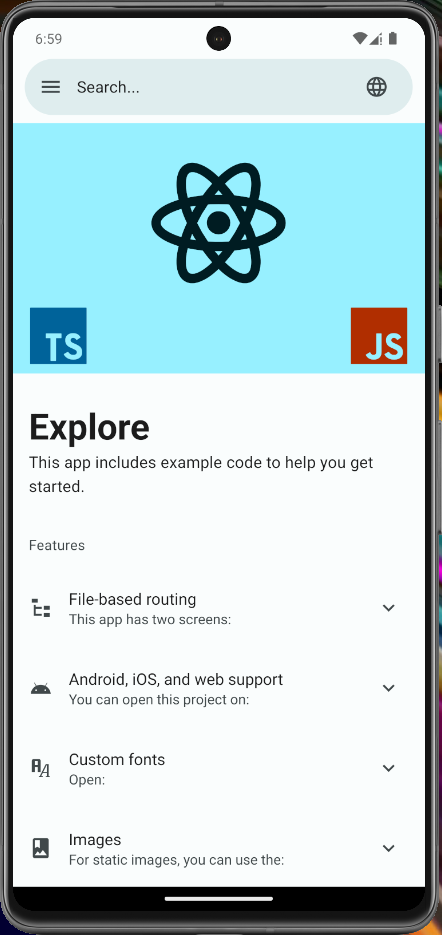 6:59
Search...
TS
JS
Explore
This app includes example code to help you get
started.
Features
File-based routing
This app has two screens:
Android, iOS, and web support
You can open this project on:
Custom fonts
Open:
Images
For static images, you can use the: